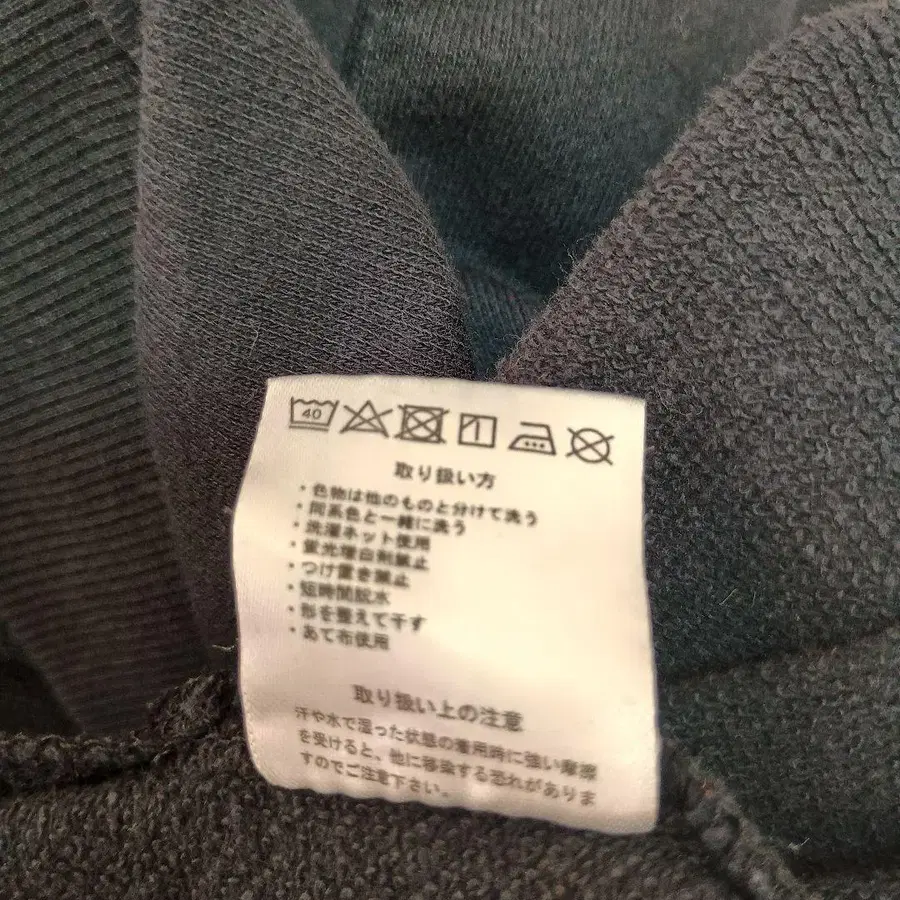 40
取り扱い方
・色物は他のものと分けて洗う
・同系色と一緒に洗う
・洗濯ネット使用
・蛍光増白剤禁止
・つけ置き禁止
・短時間脱水
・形を整えて干す
・あて布使用
取り扱い上の注意
汗や水で湿った状態の着用時に強い摩擦
を受けると、他に移染する恐れがありま
すのでご注意下さい。